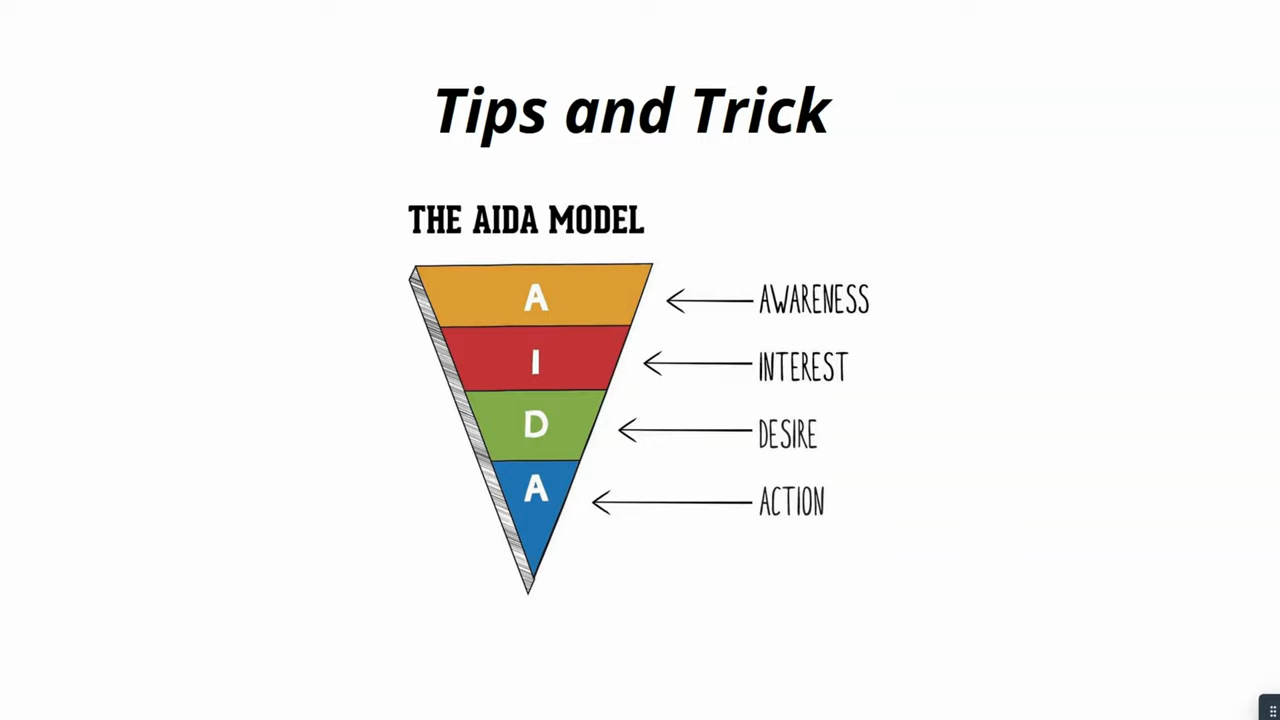 Tips and Trick
THE AIDA MODEL
A
AWARENESS
I
INTEREST
D
DESIRE
A
ACTION